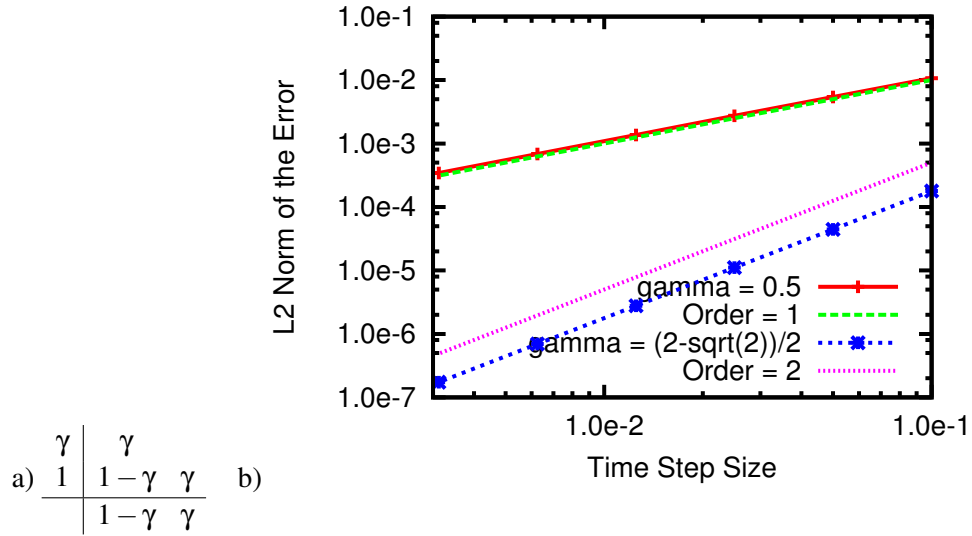 1.0e-1
1.0e-2
1.0e-3
1.0e-4
1.0e-5
1.0e-6
1.0e-7
L2 Norm of the Error
gamma = 0.5
Order = 1
gamma = (2-sqrt(2))/2
Order = 2
1.0e-2 1.0e-1
Time Step Size
γ γ
a) 1 1 − γ γ b)
1 − γ γ